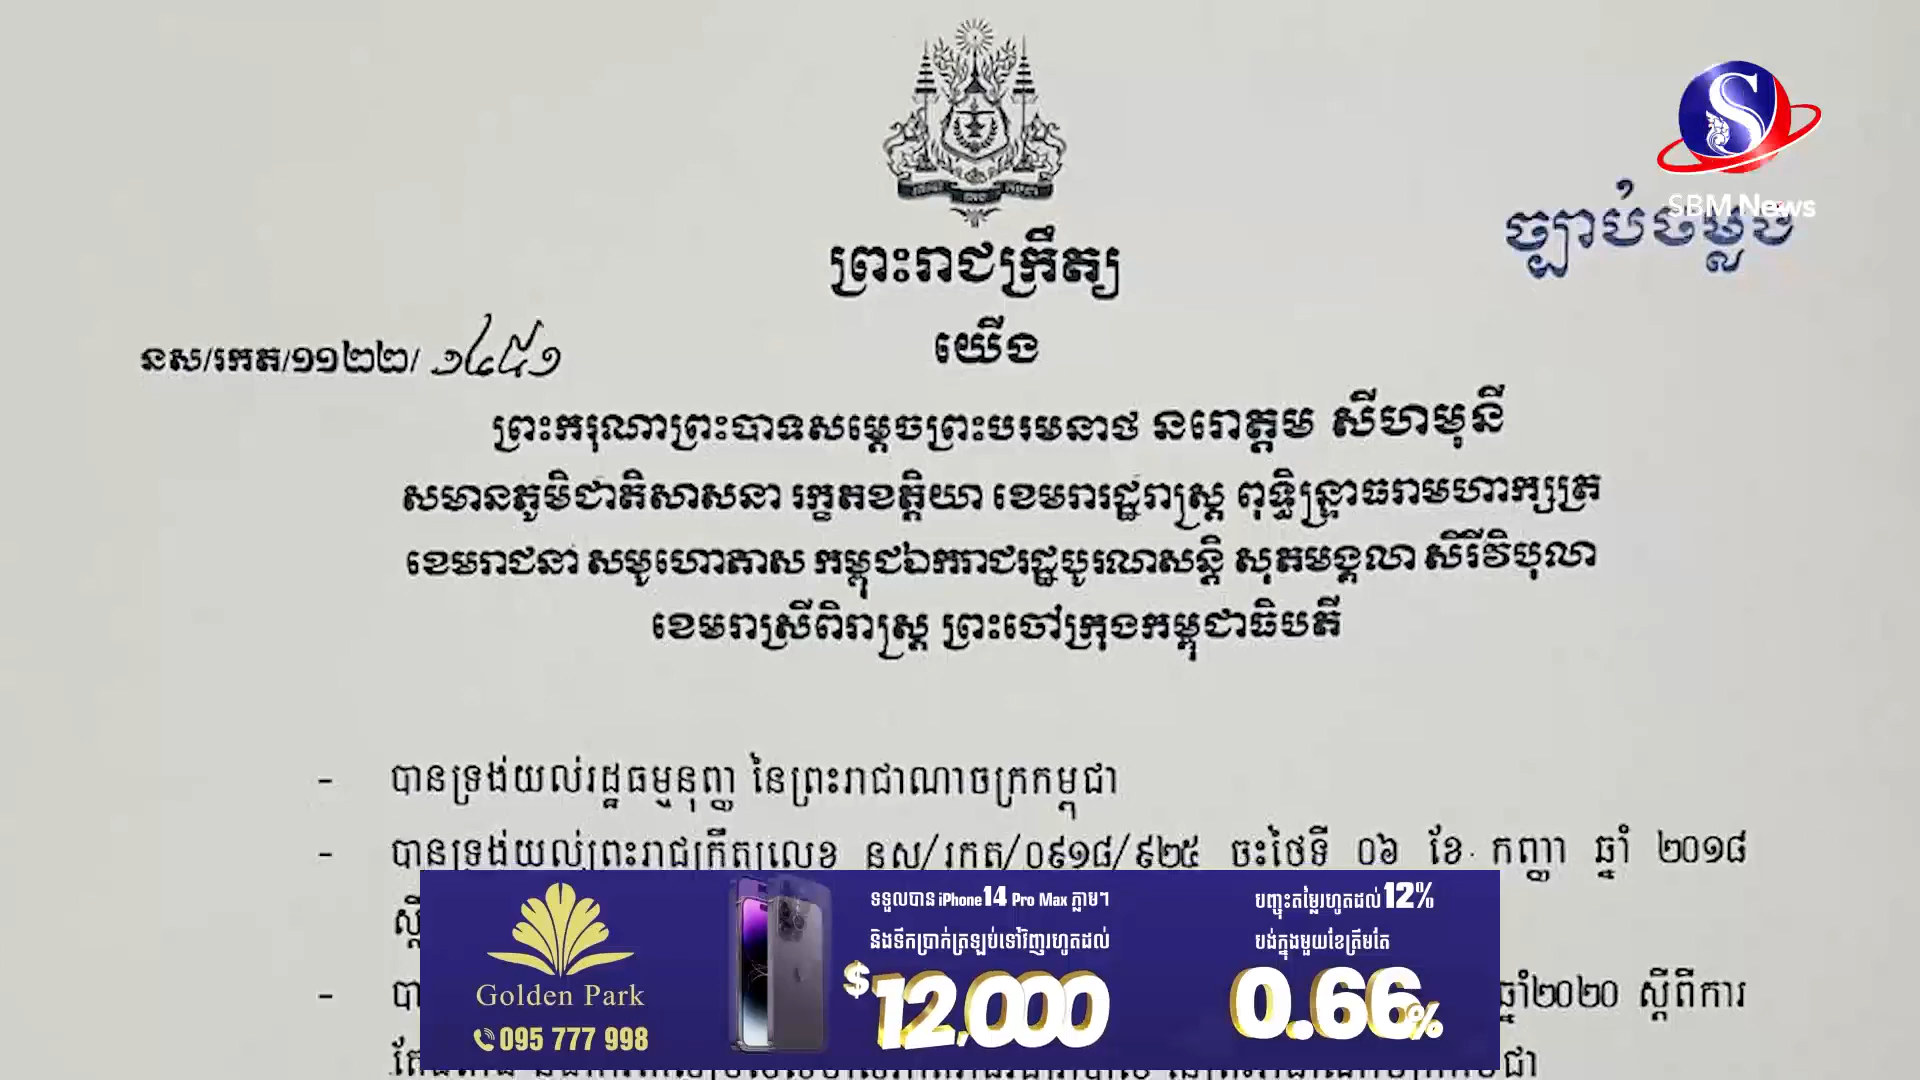 SBM News
ច្បាប់ចម្លង
ព្រះរាជក្រឹត្យ
នស/រកត/១១២២/ ១៤៥១
យើង
ព្រះករុណាព្រះបាទសម្តេចព្រះបរមនាថ នរោត្តម សីហមុនី
សមានភូមិជាតិសាសនា រក្ខតខត្តិយា ខេមរារដ្ឋរាស្ត្រ ពុទ្ធិន្ទ្រាធរាមហាក្សត្រ
ខេមរាជនា សមូហោភាស កម្ពុជឯករាជរដ្ឋបូរណសន្តិ សុភមង្គលា សិរីវិបុលា
ខេមរាស្រីពិរាស្ត្រ ព្រះចៅក្រុងកម្ពុជាធិបតី
- បានទ្រង់យល់រដ្ឋធម្មនុញ្ញ នៃព្រះរាជាណាចក្រកម្ពុជា
- បានទ្រង់យល់ព្រះរាជក្រឹត្យលេខ នស/រកត/០៩១៨/៩២៥ ចុះថ្ងៃទី ០៦ ខែ កញ្ញា ឆ្នាំ ២០១៨
- ឆ្នាំ២០២០ ស្តីពីការ
Golden Park
095 777 998
ទទួលបាន iPhone 14 Pro Max ភ្លាមៗ
និងទឹកប្រាក់ត្រឡប់ទៅវិញរហូតដល់
$12,000
បញ្ចុះតម្លៃរហូតដល់ 12%
បង់ក្នុងមួយខែត្រឹមតែ
0.66%